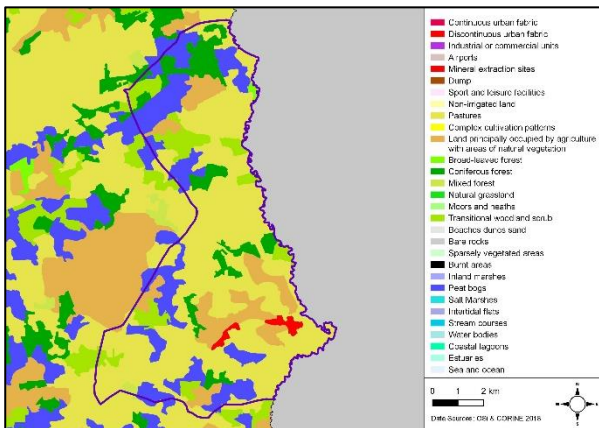 Continuous urban fabric
Discontinuous urban fabric
Industrial or commercial units
Airports
Mineral extraction sites
Dump
Sport and leisure facilities
Non-irrigated land
Pastures
Complex cultivation patterns
Land principally occupied by agriculture
with areas of natural vegetation
Broad-leaved forest
Coniferous forest
Mixed forest
Natural grassland
Moors and heaths
Transitional woodland scrub
Beaches dunes sand
Bare rocks
Sparsely vegetated areas
Burnt areas
Inland marshes
Peat bogs
Salt Marshes
Intertidal flats
Stream courses
Water bodies
Coastal lagoons
Estuaries
Sea and ocean
0 1 2 km
N
W E
S
Data Sources: OSi & CORINE 2018